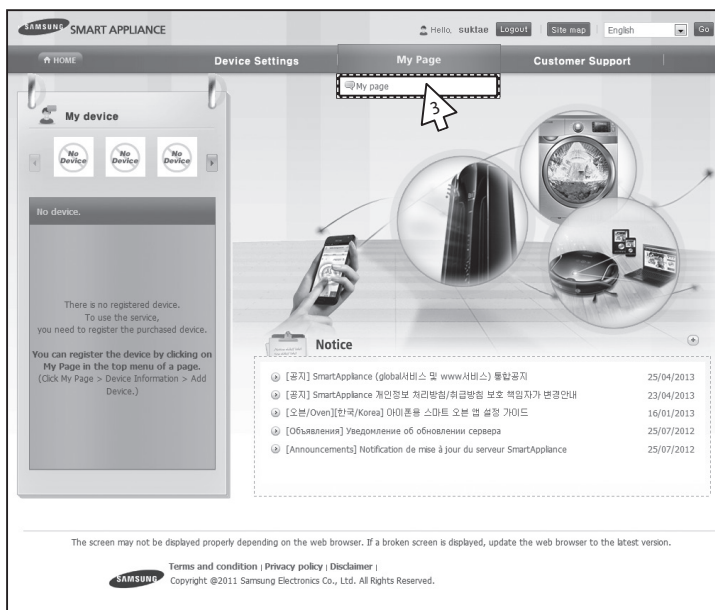 SAMSUNG SMART APPLIANCE
Hello, suktae Logout Site map English Go
HOME Device Settings My Page Customer Support
My page
3
My device
No Device No Device No Device
No device.
There is no registered device.
To use the service,
you need to register the purchased device.
You can register the device by clicking on
My Page in the top menu of a page.
(Click My Page > Device Information > Add
Device.)
Notice
[공지] SmartAppliance (global서비스 및 www서비스) 통합공지 25/04/2013
[공지] SmartAppliance 개인정보 처리방침/취급방침 보호 책임자가 변경안내 23/04/2013
[오븐/Oven][한국/Korea] 아이폰용 스마트 오븐 앱 설정 가이드 16/01/2013
[Объявления] Уведомление об обновлении сервера 25/07/2012
[Announcements] Notification de mise à jour du serveur SmartAppliance 25/07/2012
The screen may not be displayed properly depending on the web browser. If a broken screen is displayed, update the web browser to the latest version.
Terms and condition | Privacy policy | Disclaimer |
SAMSUNG Copyright @2011 Samsung Electronics Co., Ltd. All Rights Reserved.